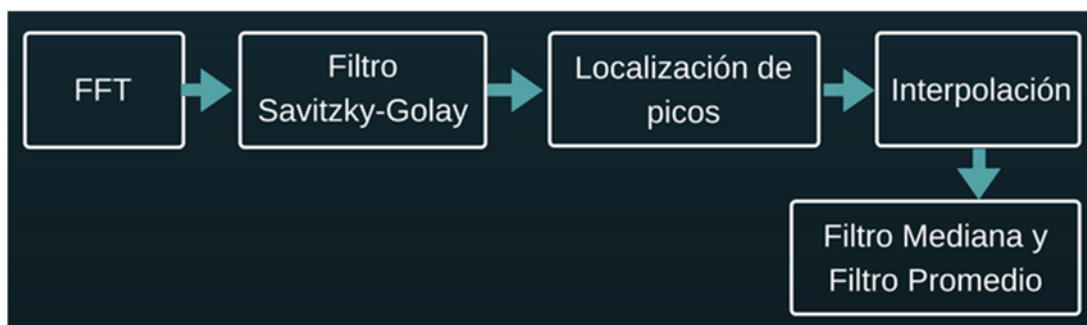 FFT
Filtro
Savitzky-Golay
Localización de
picos
Interpolación
Filtro Mediana y
Filtro Promedio